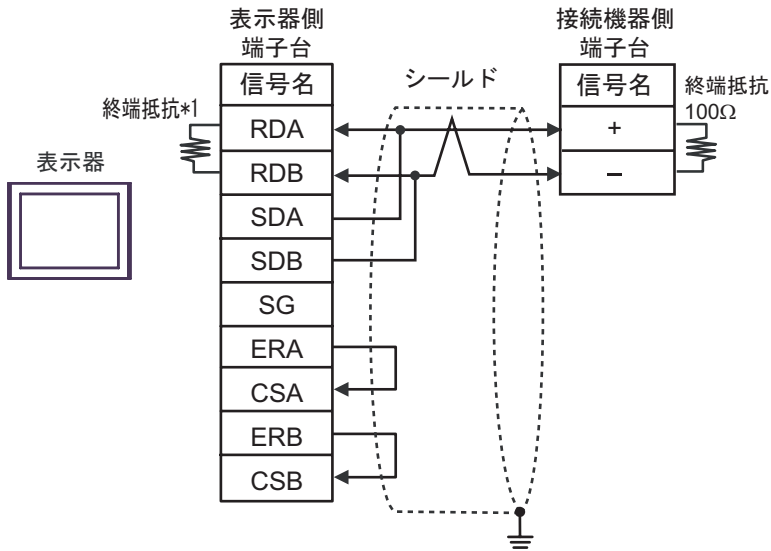 表示器側
端子台
接続機器側
端子台
信号名
シールド
信号名
終端抵抗
100Ω
終端抵抗*1
RDA
+
表示器
RDB
−
SDA
SDB
SG
ERA
CSA
ERB
CSB